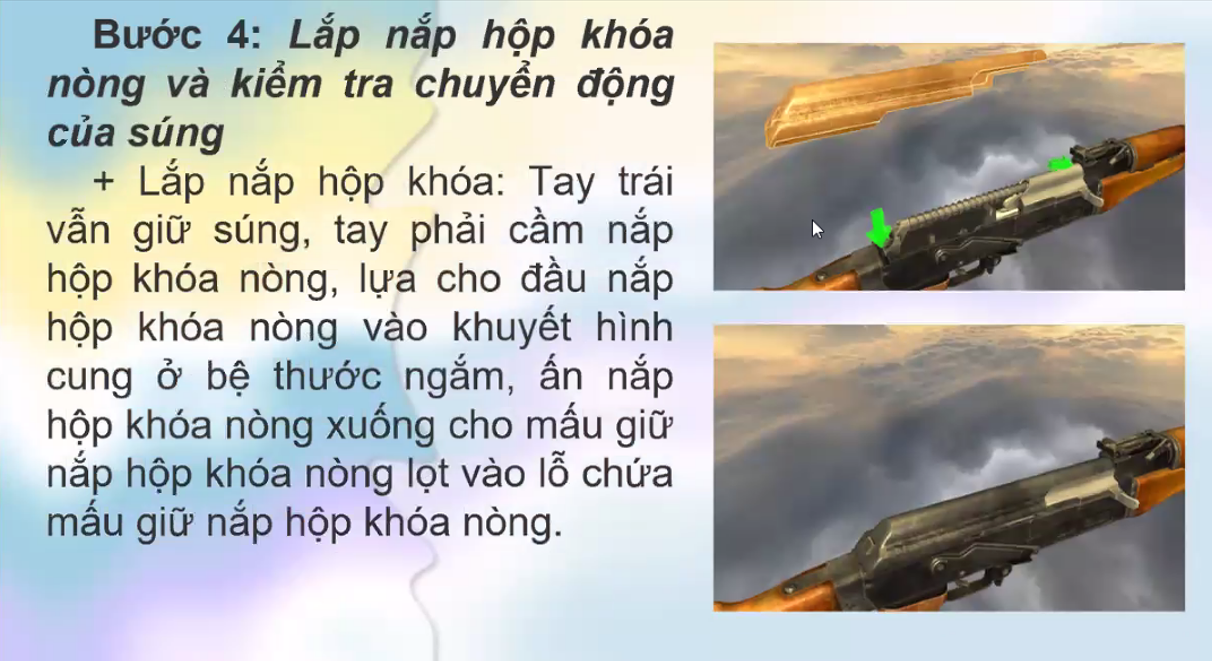 Bước 4: Lắp nắp hộp khóa
nòng và kiểm tra chuyển động
của súng
+ Lắp nắp hộp khóa: Tay trái
vẫn giữ súng, tay phải cầm nắp
hộp khóa nòng, lựa cho đầu nắp
hộp khóa nòng vào khuyết hình
cung ở bệ thước ngắm, ấn nắp
hộp khóa nòng xuống cho mấu giữ
nắp hộp khóa nòng lọt vào lỗ chứa
mấu giữ nắp hộp khóa nòng.